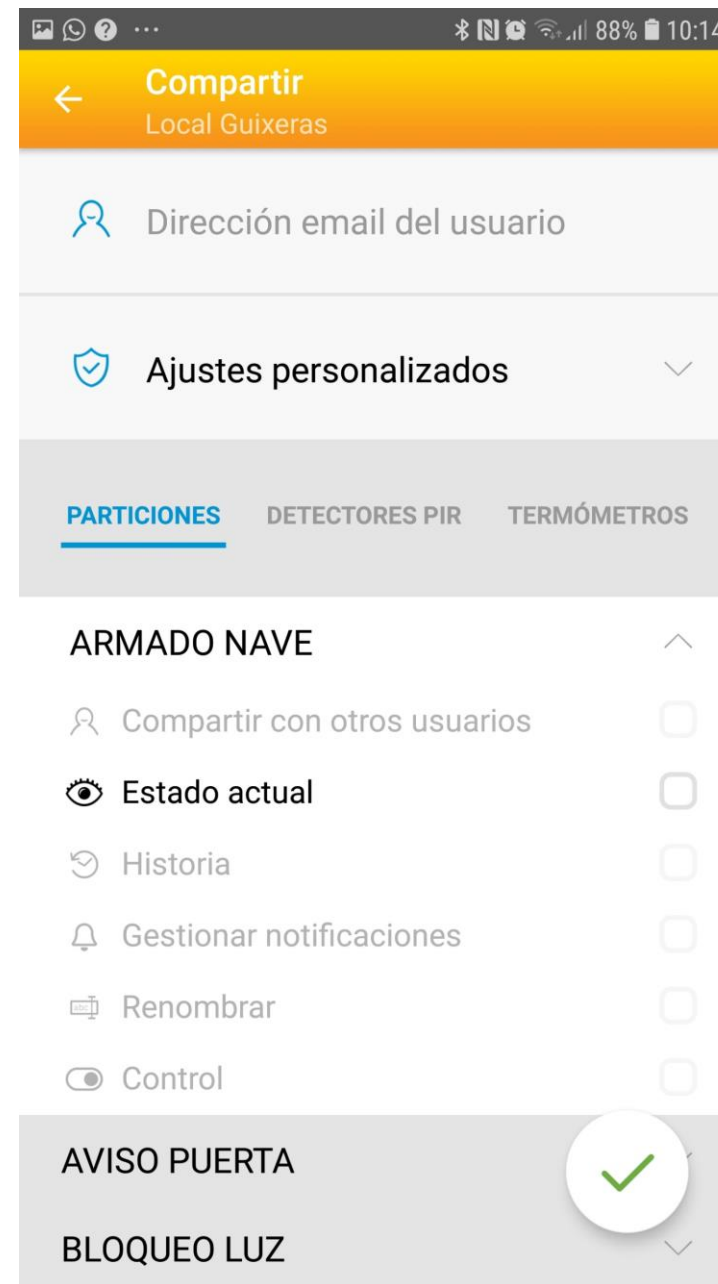 88% 10:14
Compartir
Local Guixeras
Dirección email del usuario
Ajustes personalizados
PARTICIONES DETECTORES PIR TERMÓMETROS
ARMADO NAVE
Compartir con otros usuarios
Estado actual
Historia
Gestionar notificaciones
abc Renombrar
Control
AVISO PUERTA
BLOQUEO LUZ